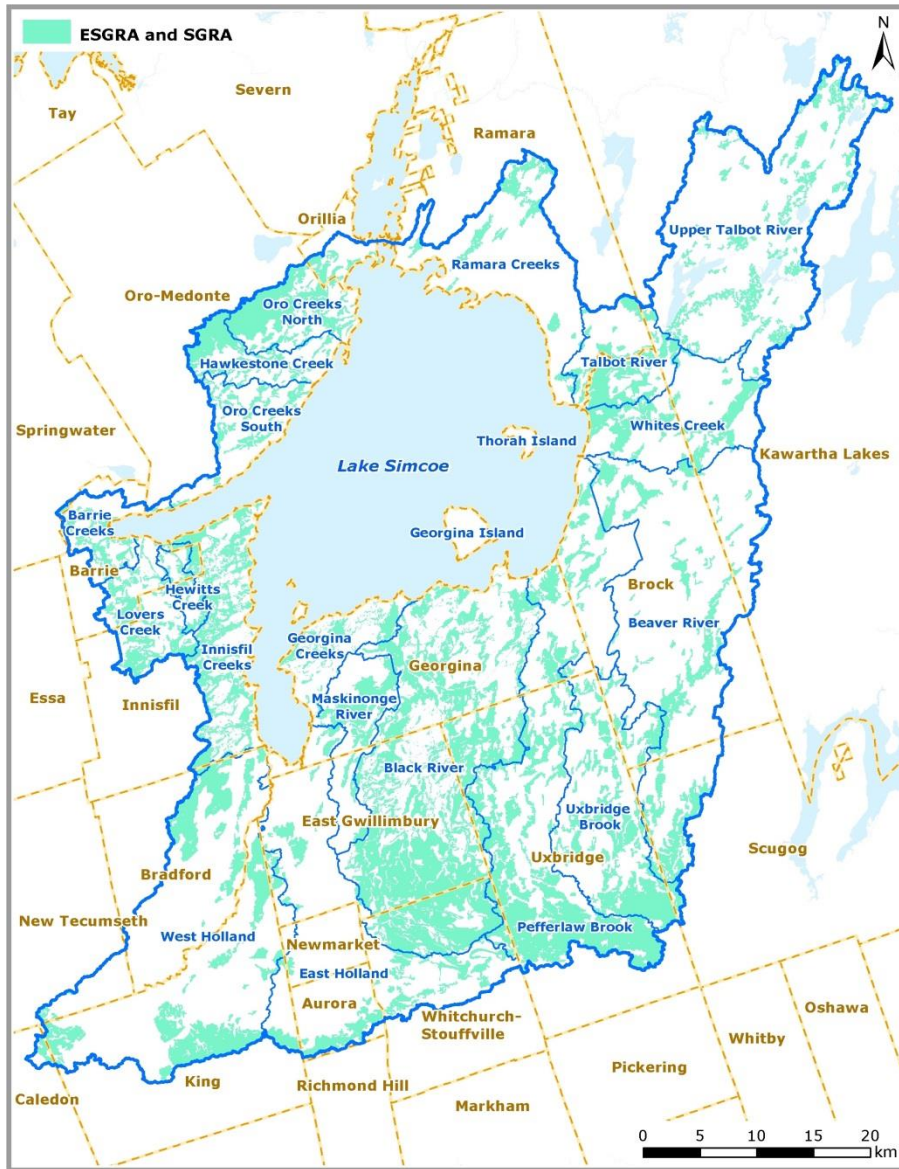 ESGRA and SGRA
N
Tay
Severn
Ramara
Orillia
Upper Talbot River
Ramara Creeks
Oro-Medonte
Oro Creeks
North
Hawkestone Creek
Talbot River
Oro Creeks
South
Whites Creek
Springwater
Thorah Island
Kawartha Lakes
Lake Simcoe
Barrie
Creeks
Georgina Island
Barrie
Hewitts
Creek
Brock
Lovers
Creek
Beaver River
Innisfil
Creeks
Georgina
Creeks
Georgina
Essa
Innisfil
Maskinonge
River
Black River
East Gwillimbury
Uxbridge
Brook
Uxbridge
Scugog
Bradford
New Tecumseth
West Holland
Pefferlaw Brook
Newmarket
East Holland
Aurora
Whitchurch-
Stouffville
Oshawa
Whitby
Pickering
King
Richmond Hill
Caledon
Markham
0 5 10 15 20
km